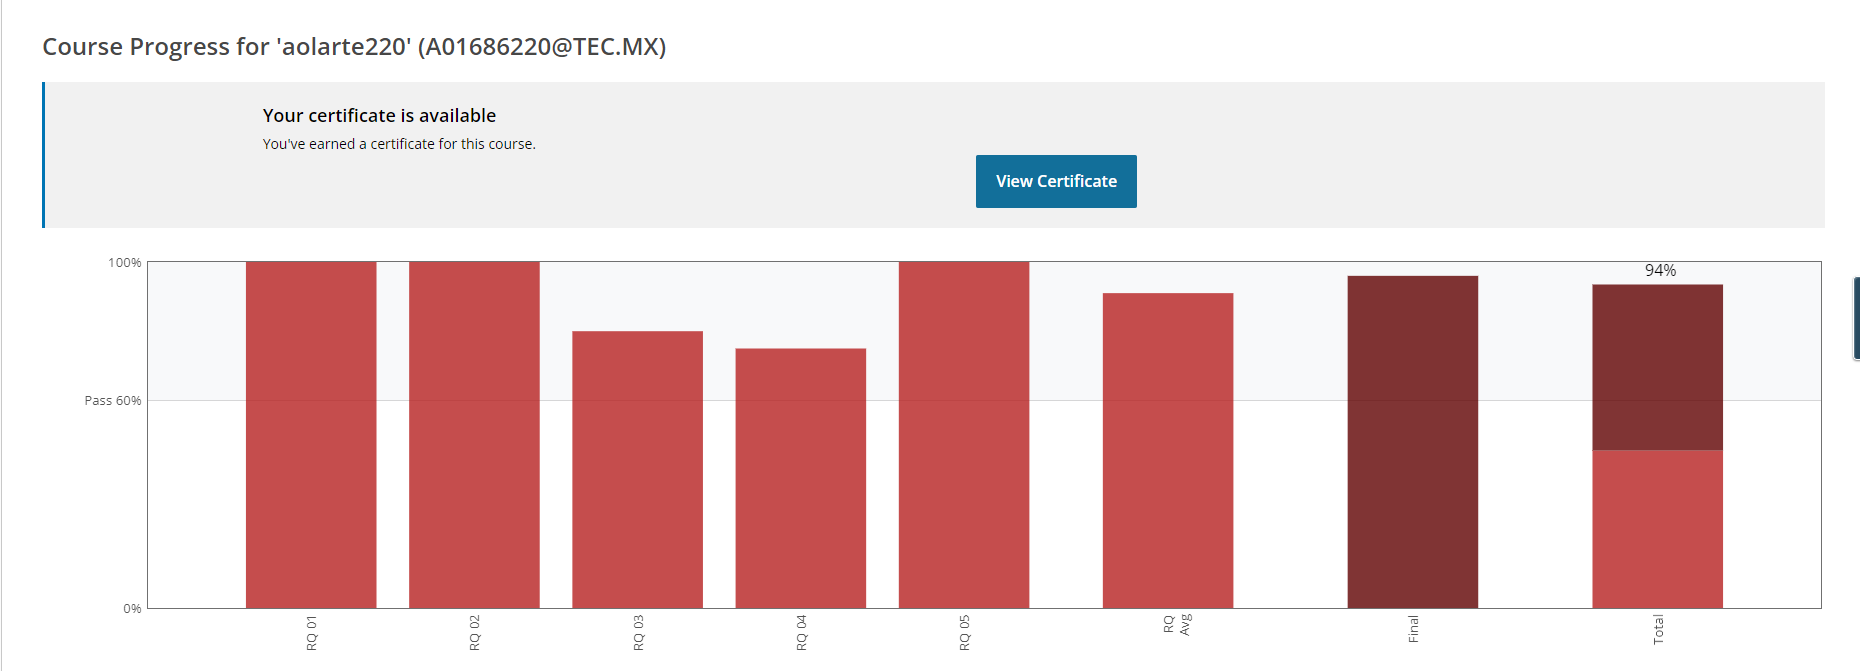 Course Progress for 'aolarte220' (A01686220@TEC.MX)
Your certificate is available
You've earned a certificate for this course.
View Certificate
100%
94%
Pass 60%
0%
RQ 01
RQ 02
RQ 03
RQ 04
RQ 05
RQ
Avg
Final
Total